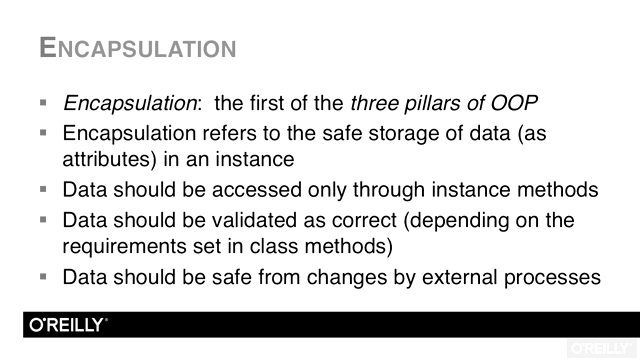 ENCAPSULATION
▪ Encapsulation: the first of the three pillars of OOP
▪ Encapsulation refers to the safe storage of data (as
attributes) in an instance
▪ Data should be accessed only through instance methods
▪ Data should be validated as correct (depending on the
requirements set in class methods)
▪ Data should be safe from changes by external processes
O'REILLY®
O'REILLY